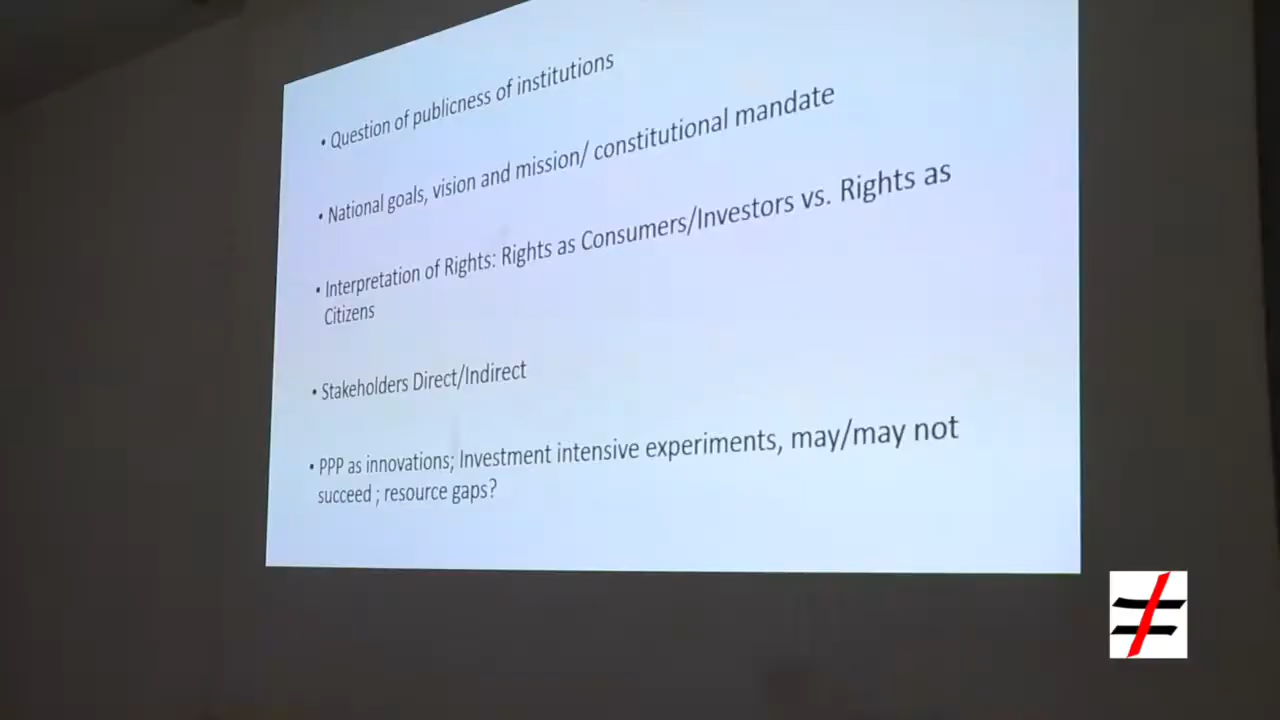 • Question of publicness of institutions
• National goals, vision and mission/ constitutional mandate
• Interpretation of Rights: Rights as Consumers/Investors vs. Rights as
Citizens
• Stakeholders Direct/Indirect
• PPP as innovations; Investment intensive experiments, may/may not
succeed ; resource gaps?